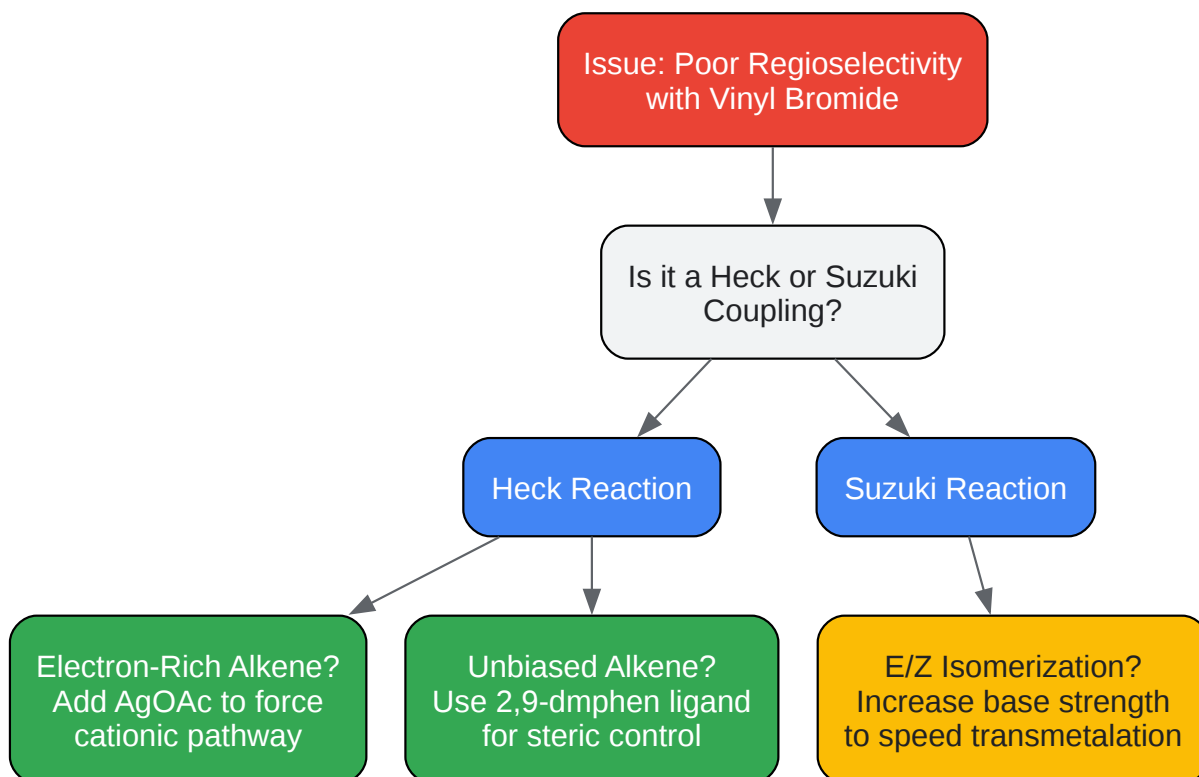 Issue: Poor Regioselectivity
with Vinyl Bromide
Is it a Heck or Suzuki
Coupling?
Heck Reaction
Suzuki Reaction
Electron-Rich Alkene?
Add AgOAc to force
cationic pathway
Unbiased Alkene?
Use 2,9-dmphen ligand
for steric control
E/Z Isomerization?
Increase base strength
to speed transmetalation